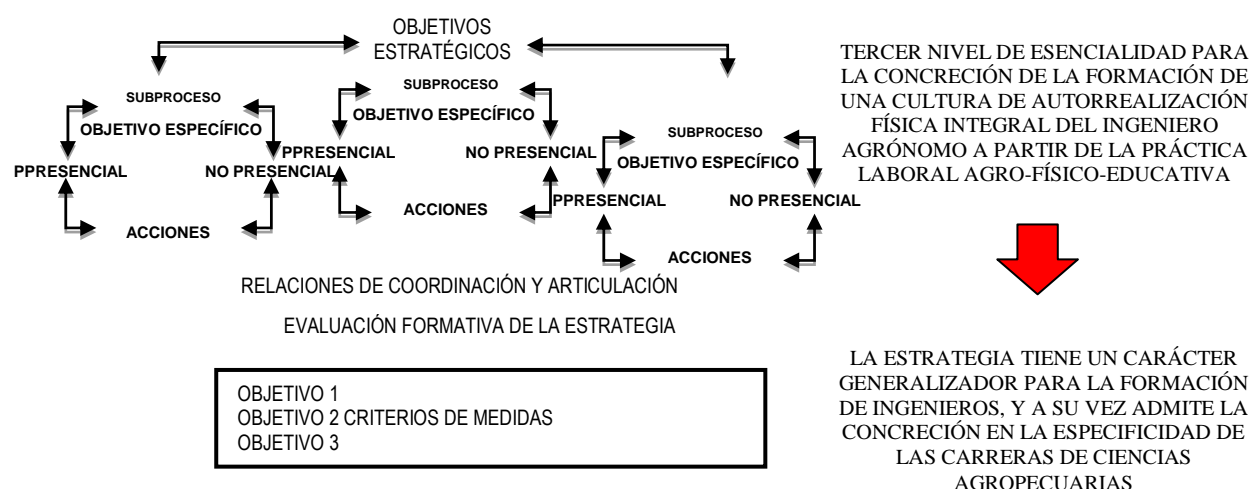 OBJETIVOS
ESTRATÉGICOS
SUBPROCESO
OBJETIVO ESPECÍFICO
PPRESENCIAL
NO PRESENCIAL
ACCIONES
SUBPROCESO
OBJETIVO ESPECÍFICO
PPRESENCIAL
NO PRESENCIAL
ACCIONES
SUBPROCESO
OBJETIVO ESPECÍFICO
PPRESENCIAL
NO PRESENCIAL
ACCIONES
RELACIONES DE COORDINACIÓN Y ARTICULACIÓN
EVALUACIÓN FORMATIVA DE LA ESTRATEGIA
OBJETIVO 1
OBJETIVO 2 CRITERIOS DE MEDIDAS
OBJETIVO 3
TERCER NIVEL DE ESENCIALIDAD PARA
LA CONCRECIÓN DE LA FORMACIÓN DE
UNA CULTURA DE AUTORREALIZACIÓN
FÍSICA INTEGRAL DEL INGENIERO
AGRÓNOMO A PARTIR DE LA PRÁCTICA
LABORAL AGRO-FÍSICO-EDUCATIVA
LA ESTRATEGIA TIENE UN CARÁCTER
GENERALIZADOR PARA LA FORMACIÓN
DE INGENIEROS, Y A SU VEZ ADMITE LA
CONCRECIÓN EN LA ESPECIFICIDAD DE
LAS CARRERAS DE CIENCIAS
AGROPECUARIAS